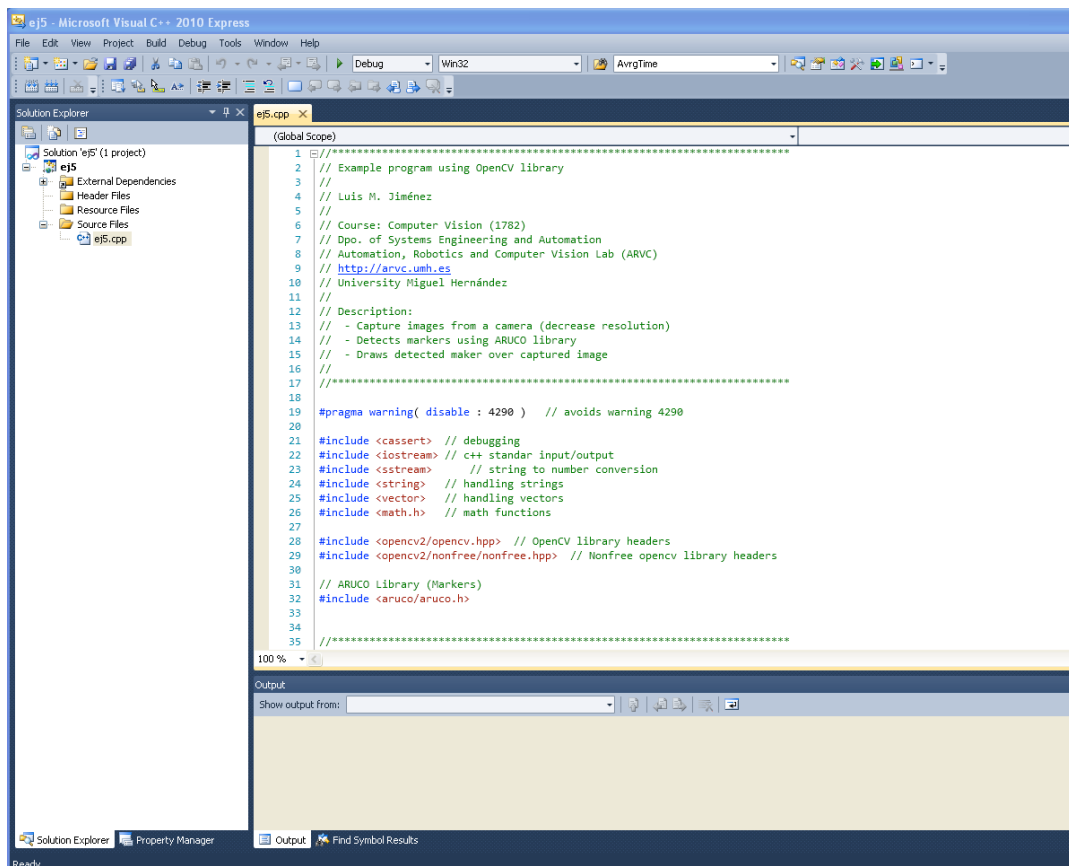 ej5 - Microsoft Visual C++ 2010 Express
File Edit View Project Build Debug Tools Window Help
Debug Win32 AvrgTime
Solution Explorer
ej5.cpp
(Global Scope)
Solution 'ej5' (1 project)
ej5
External Dependencies
Header Files
Resource Files
Source Files
ej5.cpp
1 //*************************************************************************
2 // Example program using OpenCV library
3 //
4 // Luis M. Jiménez
5 //
6 // Course: Computer Vision (1782)
7 // Dpo. of Systems Engineering and Automation
8 // Automation, Robotics and Computer Vision Lab (ARVC)
9 // http://arvc.umh.es
10 // University Miguel Hernández
11 //
12 // Description:
13 //  - Capture images from a camera (decrease resolution)
14 //  - Detects markers using ARUCO library
15 //  - Draws detected maker over captured image
16 //
17 //*************************************************************************
18
19 #pragma warning( disable : 4290 )   // avoids warning 4290
20
21 #include <cassert>  // debugging
22 #include <iostream> // c++ standar input/output
23 #include <sstream>      // string to number conversion
24 #include <string>   // handling strings
25 #include <vector>   // handling vectors
26 #include <math.h>   // math functions
27
28 #include <opencv2/opencv.hpp>  // OpenCV library headers
29 #include <opencv2/nonfree/nonfree.hpp>  // Nonfree opencv library headers
30
31 // ARUCO Library (Markers)
32 #include <aruco/aruco.h>
33
34
35 //*************************************************************************
100 %
Output
Show output from:
Solution Explorer Property Manager
Output Find Symbol Results
Ready